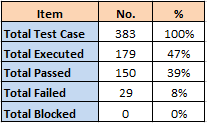 Item No. %
Total Test Case 383 100%
Total Executed 179 47%
Total Passed 150 39%
Total Failed 29 8%
Total Blocked 0 0%